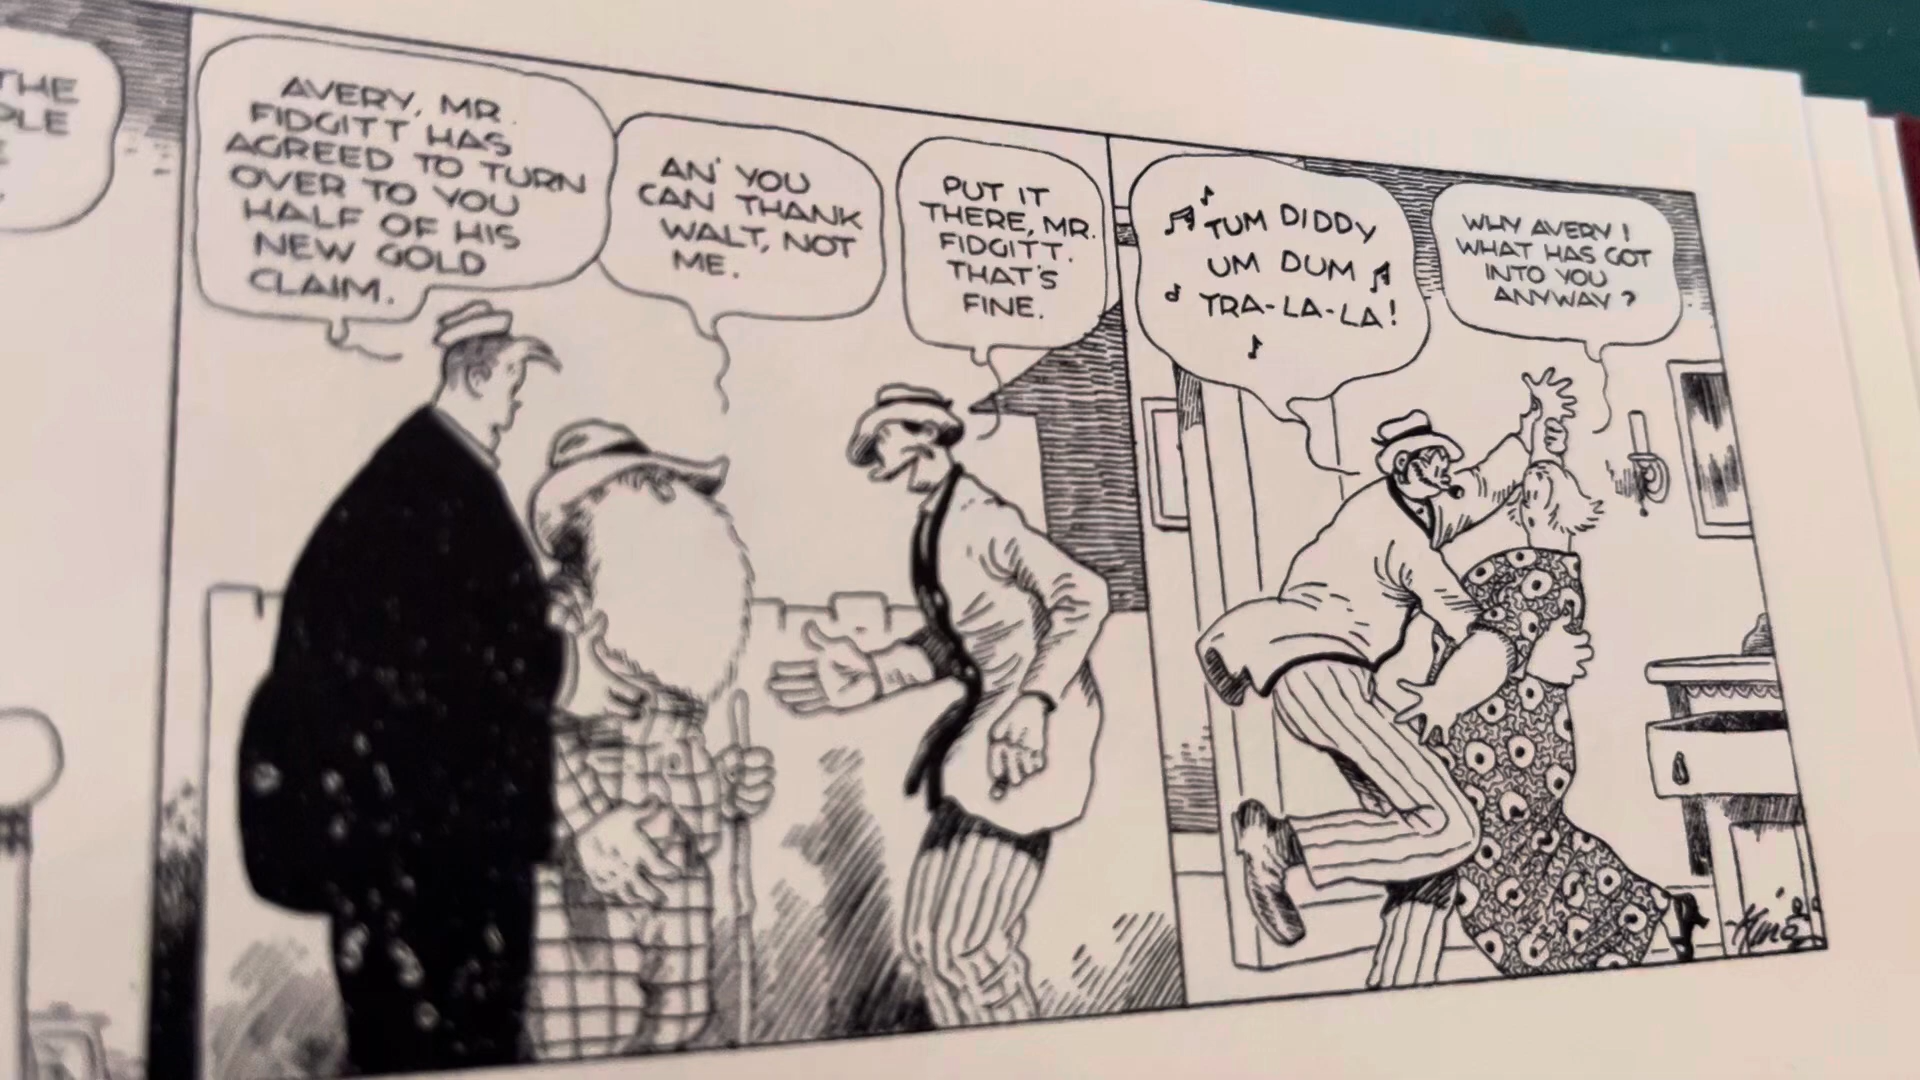 THE
AVERY, MR.
FIDGITT HAS
AGREED TO TURN
OVER TO YOU
HALF OF HIS
NEW GOLD
CLAIM.
AN' YOU
CAN THANK
WALT, NOT
ME.
PUT IT
THERE, MR.
FIDGITT.
THAT'S
FINE.
TUM DIDDY
UM DUM
TRA-LA-LA!
WHY AVERY!
WHAT HAS GOT
INTO YOU
ANYWAY?
King